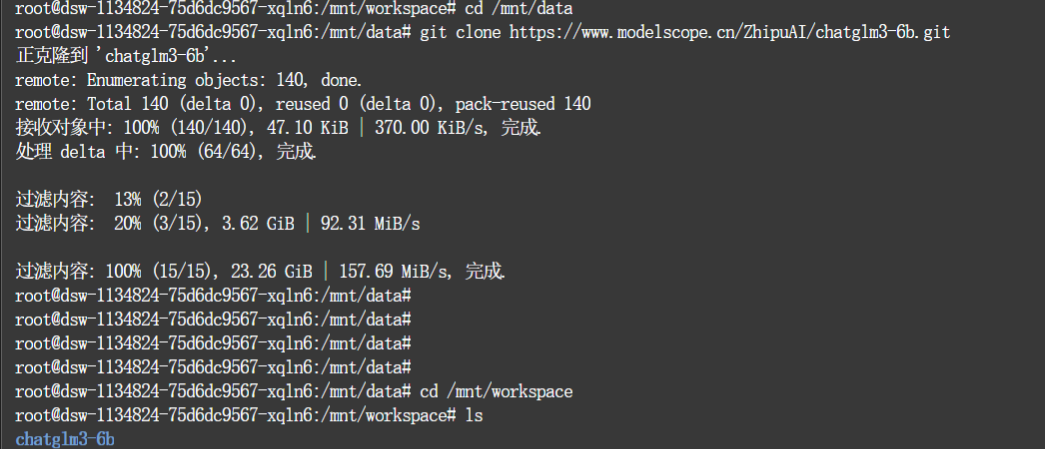 root@dsw-1134824-75d6dc9567-xqln6:/mnt/workspace# cd /mnt/data
root@dsw-1134824-75d6dc9567-xqln6:/mnt/data# git clone https://www.modelscope.cn/ZhipuAI/chatglm3-6b.git
正克隆到 'chatglm3-6b'...
remote: Enumerating objects: 140, done.
remote: Total 140 (delta 0), reused 0 (delta 0), pack-reused 140
接收对象中: 100% (140/140), 47.10 KiB | 370.00 KiB/s, 完成.
处理 delta 中: 100% (64/64), 完成.
过滤内容:  13% (2/15)
过滤内容:  20% (3/15), 3.62 GiB | 92.31 MiB/s
过滤内容: 100% (15/15), 23.26 GiB | 157.69 MiB/s, 完成.
root@dsw-1134824-75d6dc9567-xqln6:/mnt/data#
root@dsw-1134824-75d6dc9567-xqln6:/mnt/data#
root@dsw-1134824-75d6dc9567-xqln6:/mnt/data#
root@dsw-1134824-75d6dc9567-xqln6:/mnt/data#
root@dsw-1134824-75d6dc9567-xqln6:/mnt/data# cd /mnt/workspace
root@dsw-1134824-75d6dc9567-xqln6:/mnt/workspace# ls
chatglm3-6b